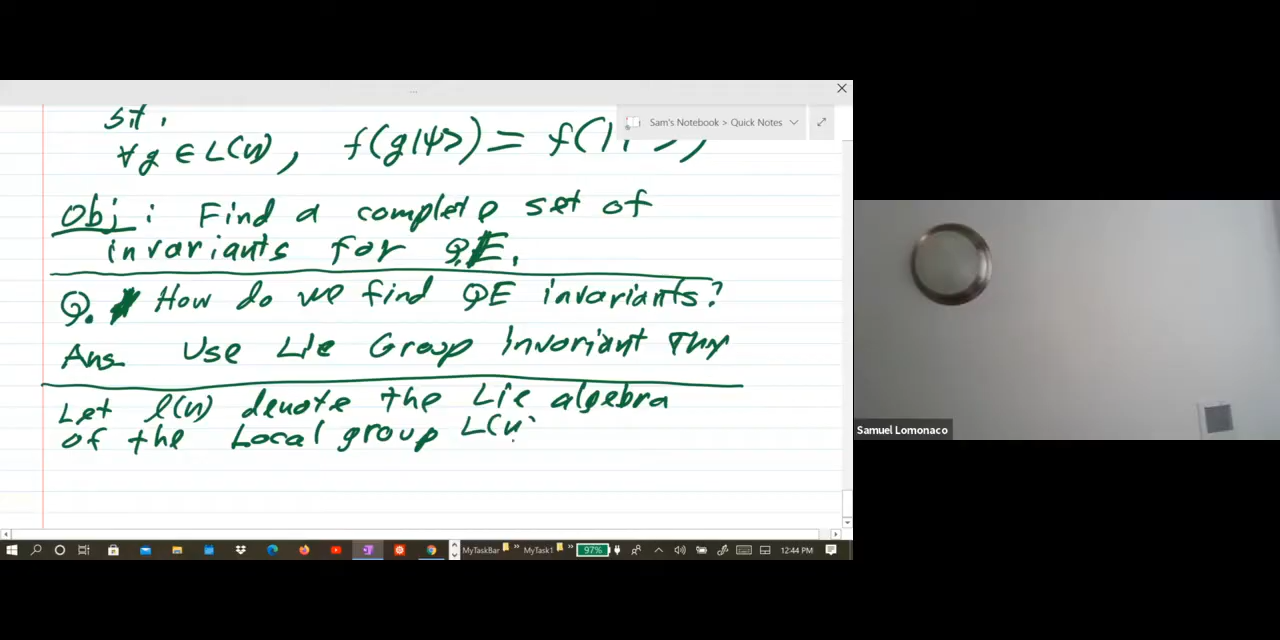 s.t.
∀g ∈ L(n), f(g|ψ>) = f(
Sam's Notebook > Quick Notes
Obj: Find a complete set of
invariants for QE.
Q. How do we find QE invariants?
Ans Use Lie Group Invariant Thy
Let ℓ(n) denote the Lie algebra
of the Local group L(n
Samuel Lomonaco
MyTaskBar
MyTask1
97%
12:44 PM